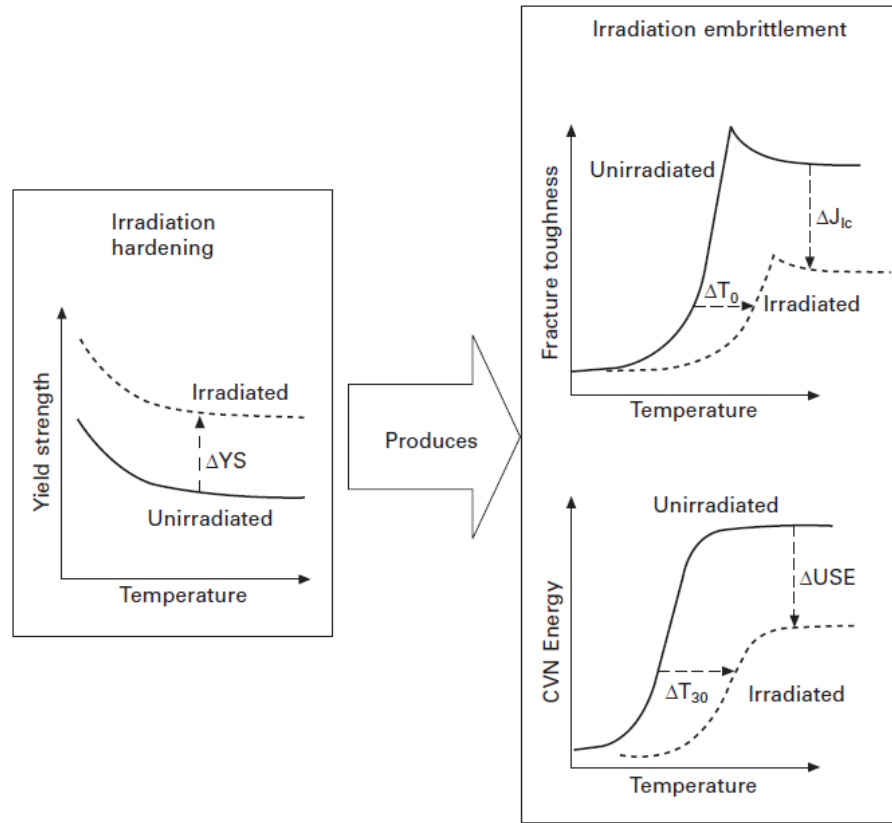 Irradiation
hardening
Yield strength
Irradiated
ΔYS
Unirradiated
Temperature
Produces
Irradiation embrittlement
Fracture toughness
Unirradiated
ΔJIc
ΔT0
Irradiated
Temperature
CVN Energy
Unirradiated
ΔUSE
ΔT30
Irradiated
Temperature